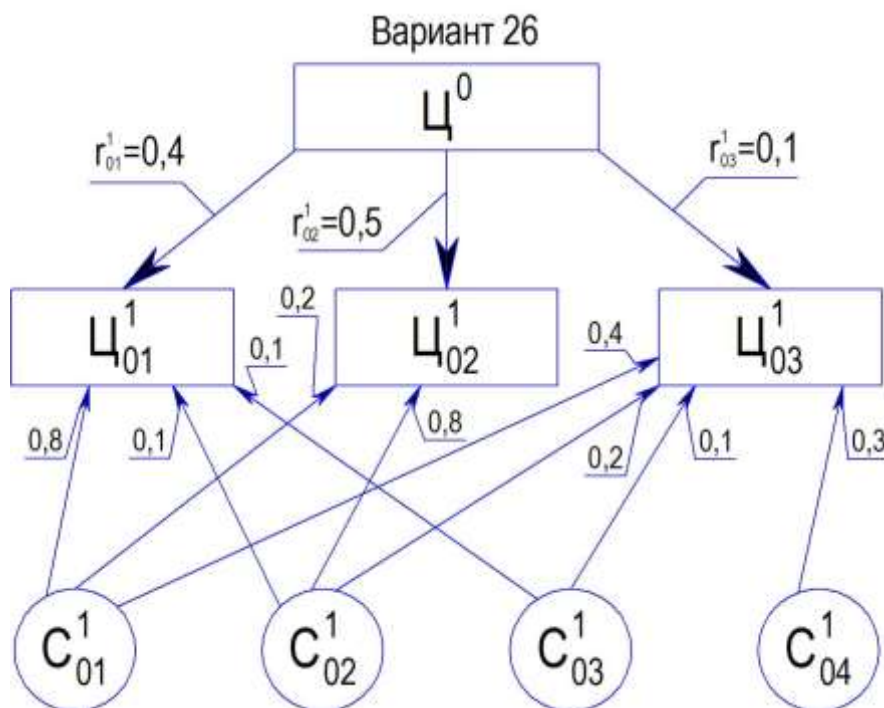 Вариант 26
Ц⁰
r¹₀₁=0,4
r¹₀₃=0,1
r¹₀₂=0,5
Ц¹₀₁
0,2
Ц¹₀₂
0,4
Ц¹₀₃
0,1
0,8
0,1
0,8
0,2
0,1
0,3
С¹₀₁
С¹₀₂
С¹₀₃
С¹₀₄